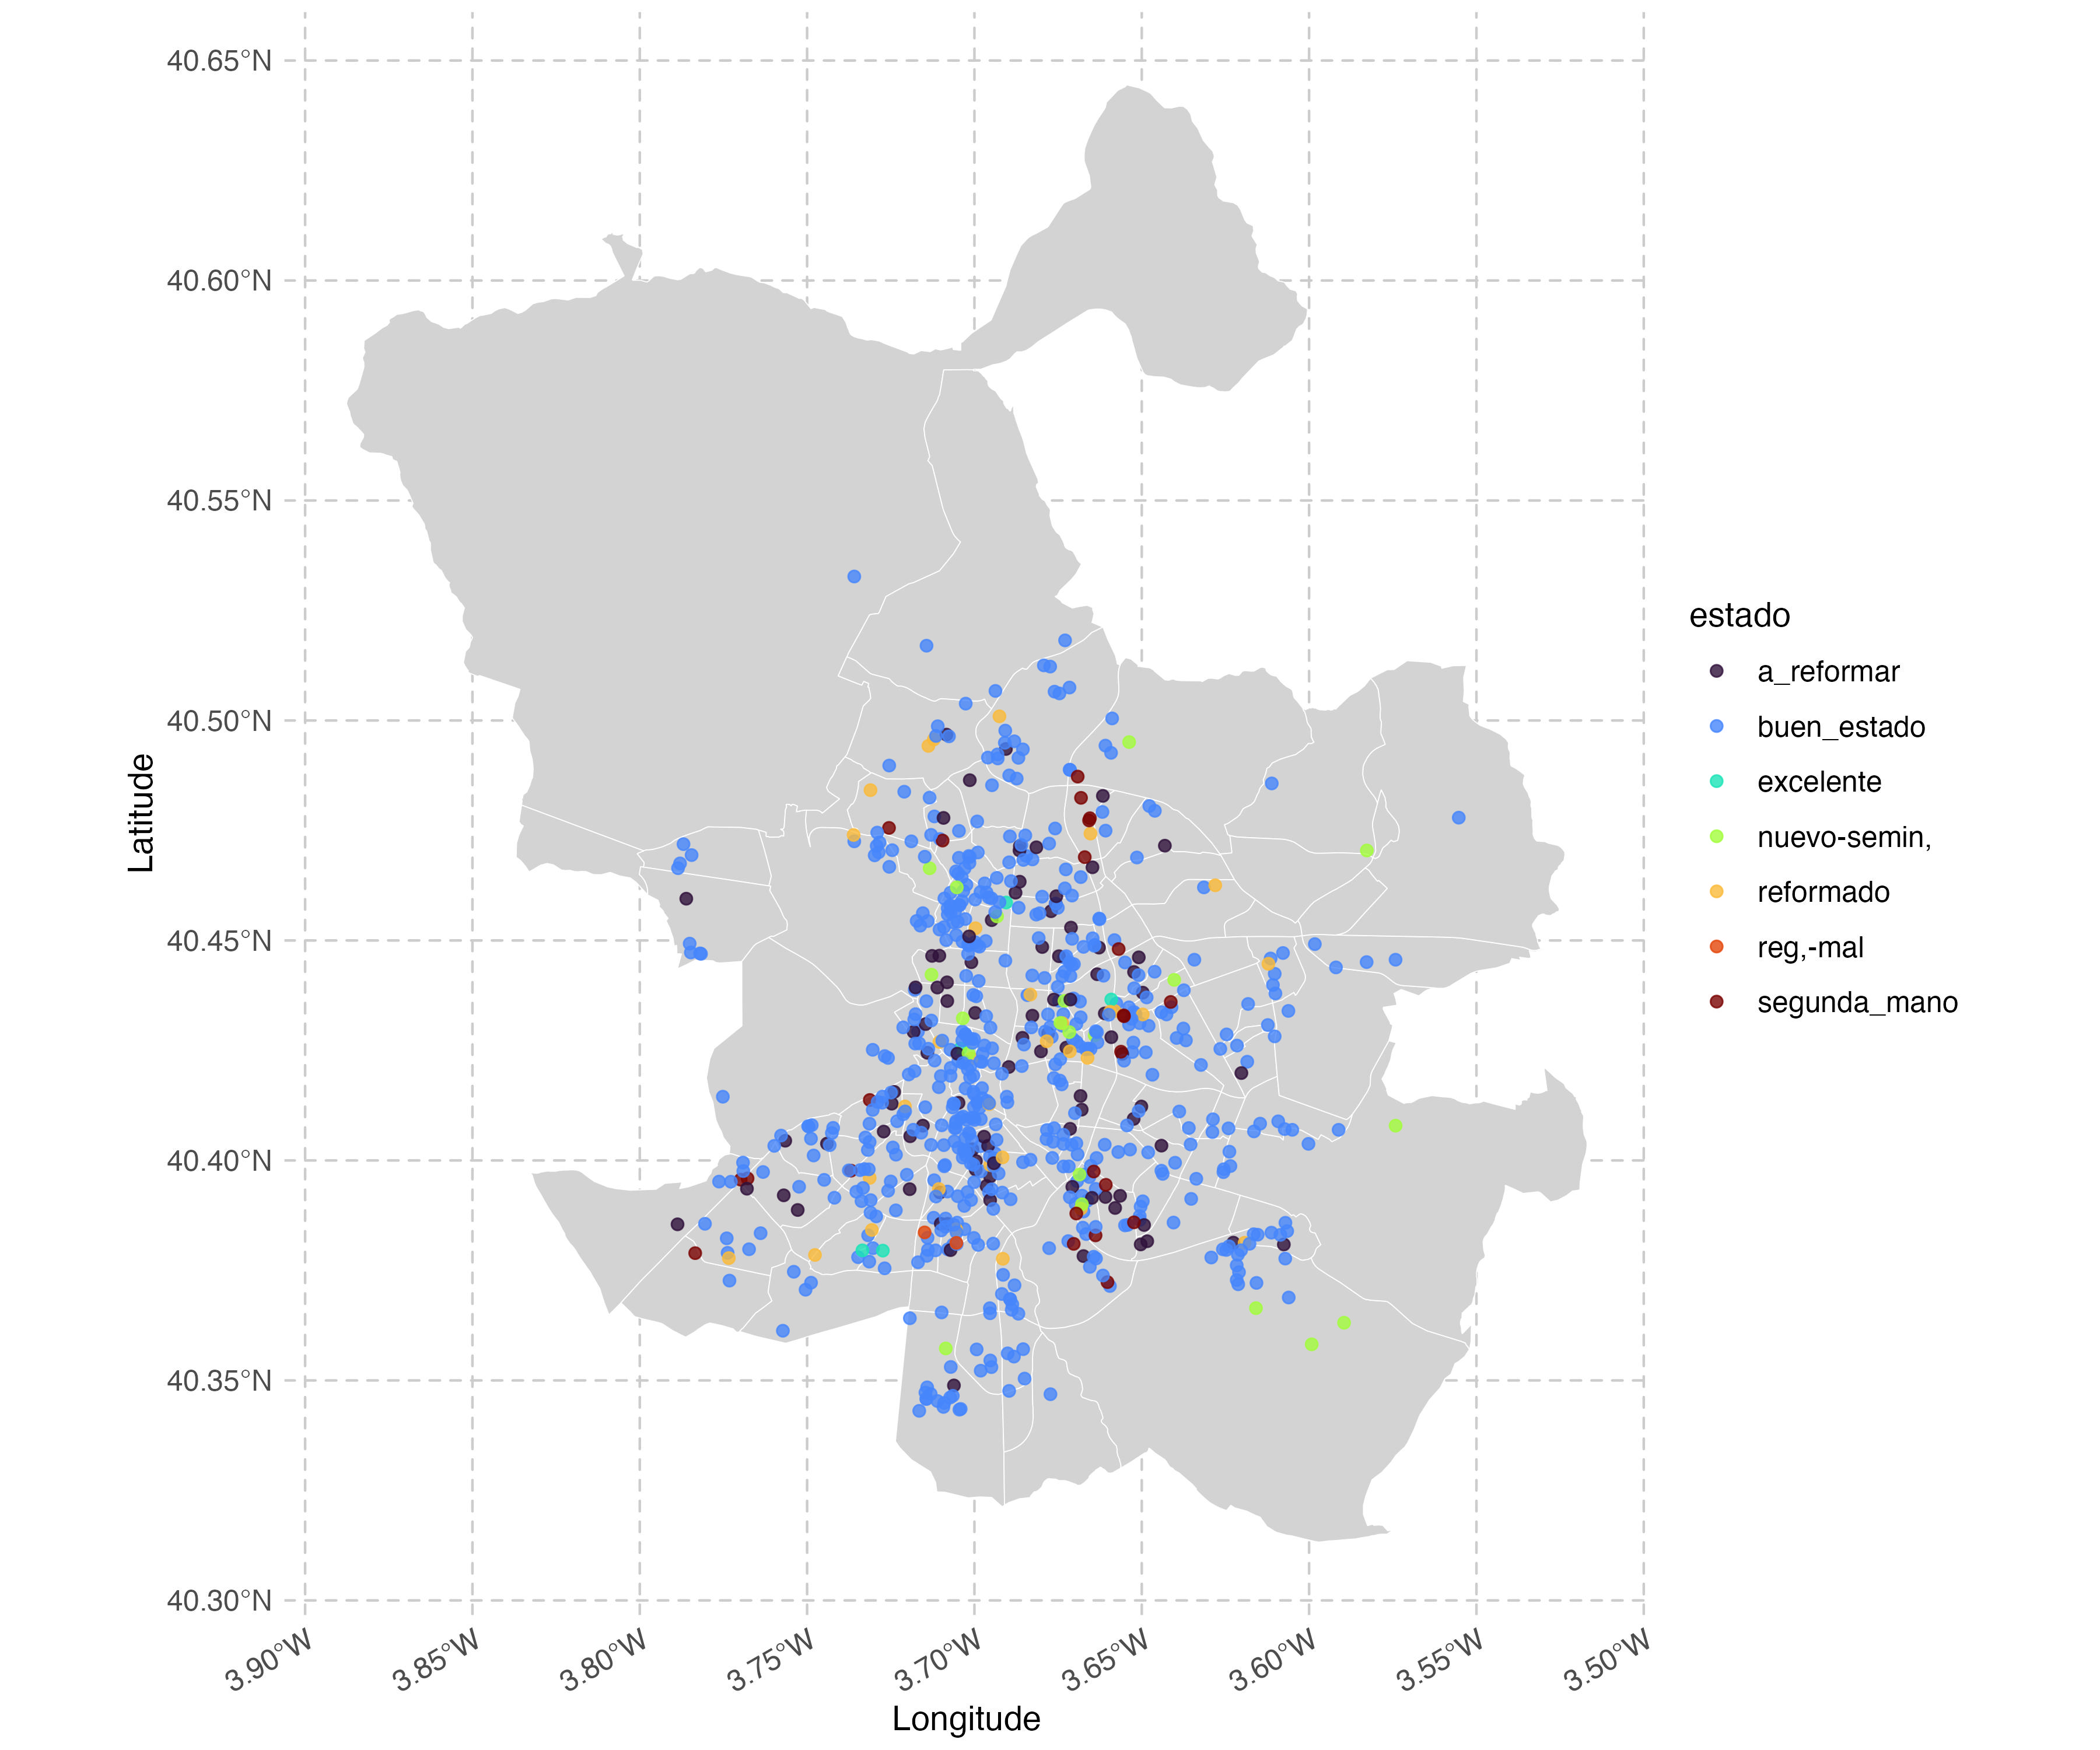 40.65°N
40.60°N
40.55°N
40.50°N
40.45°N
40.40°N
40.35°N
40.30°N
Latitude
3.90°W
3.85°W
3.80°W
3.75°W
3.70°W
3.65°W
3.60°W
3.55°W
3.50°W
Longitude
estado
a_reformar
buen_estado
excelente
nuevo-semin,
reformado
reg,-mal
segunda_mano